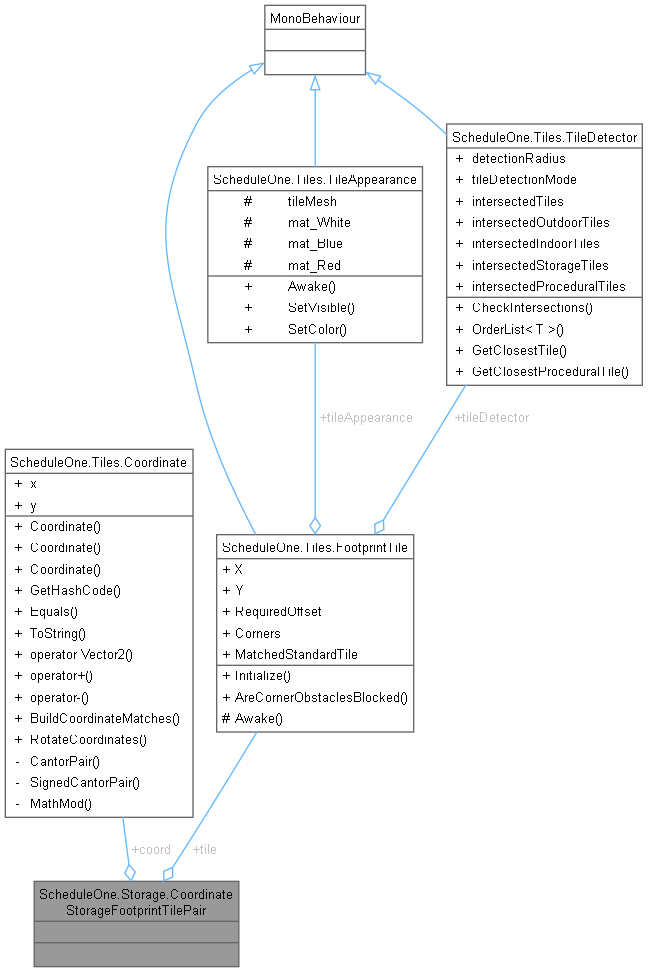 MonoBehaviour
ScheduleOne.Tiles.TileDetector
+ detectionRadius
+ tileDetectionMode
+ intersectedTiles
+ intersectedOutdoorTiles
+ intersectedIndoorTiles
+ intersectedStorageTiles
+ intersectedProceduralTiles
+ CheckIntersections()
+ OrderList< T >()
+ GetClosestTile()
+ GetClosestProceduralTile()
ScheduleOne.Tiles.TileAppearance
# tileMesh
# mat_White
# mat_Blue
# mat_Red
+ Awake()
+ SetVisible()
+ SetColor()
+tileAppearance
+tileDetector
ScheduleOne.Tiles.Coordinate
+ x
+ y
+ Coordinate()
+ Coordinate()
+ Coordinate()
+ GetHashCode()
+ Equals()
+ ToString()
+ operator Vector2()
+ operator+()
+ operator-()
+ BuildCoordinateMatches()
+ RotateCoordinates()
- CantorPair()
- SignedCantorPair()
- MathMod()
ScheduleOne.Tiles.FootprintTile
+ X
+ Y
+ RequiredOffset
+ Corners
+ MatchedStandardTile
+ Initialize()
+ AreCornerObstaclesBlocked()
# Awake()
+coord
+tile
ScheduleOne.Storage.Coordinate
StorageFootprintTilePair